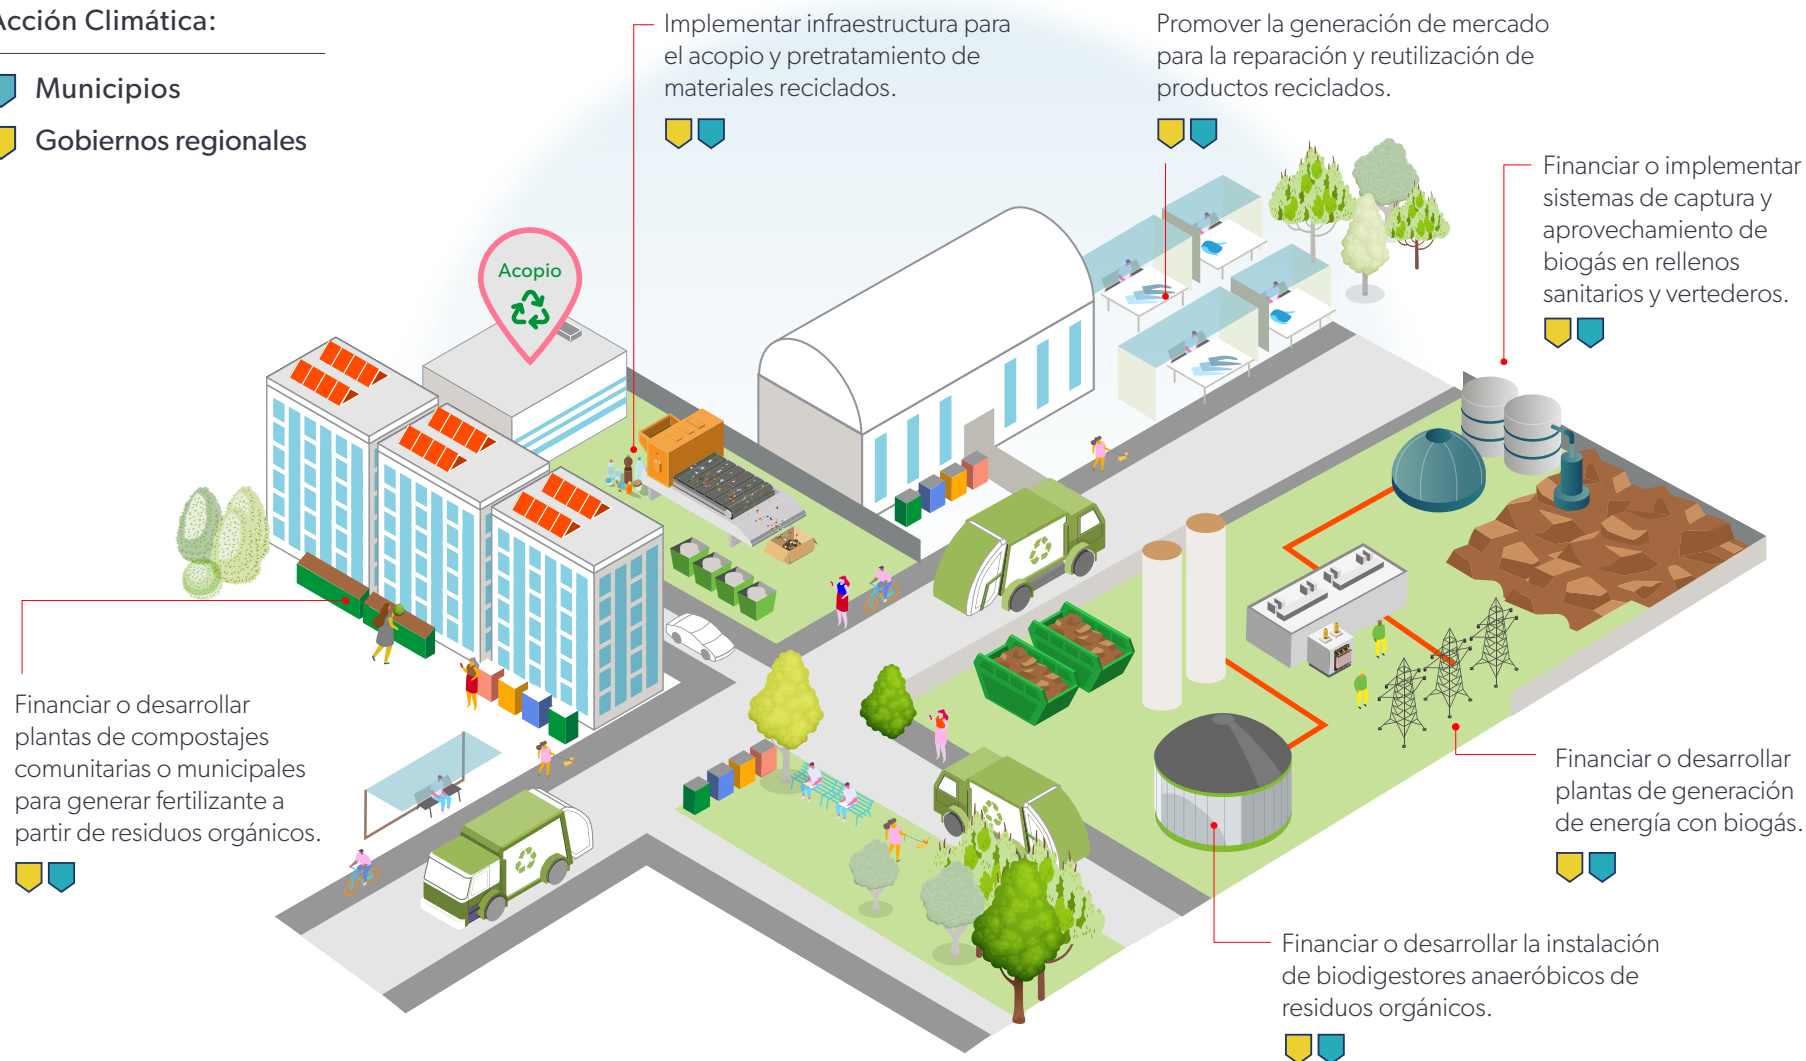 Acción Climática:
Municipios
Gobiernos regionales
Implementar infraestructura para
el acopio y pretratamiento de
materiales reciclados.
Promover la generación de mercado
para la reparación y reutilización de
productos reciclados.
Financiar o implementar
sistemas de captura y
aprovechamiento de
biogás en rellenos
sanitarios y vertederos.
Acopio
Financiar o desarrollar
plantas de compostajes
comunitarias o municipales
para generar fertilizante a
partir de residuos orgánicos.
Financiar o desarrollar
plantas de generación
de energía con biogás.
Financiar o desarrollar la instalación
de biodigestores anaeróbicos de
residuos orgánicos.